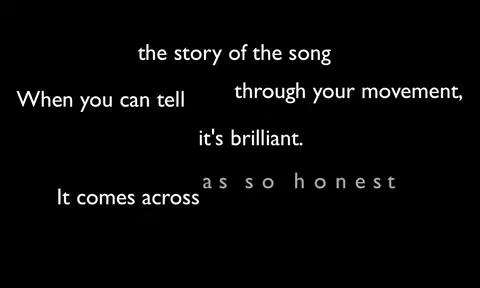 When you can tell
the story of the song
through your movement,
it's brilliant.
It comes across
as so honest